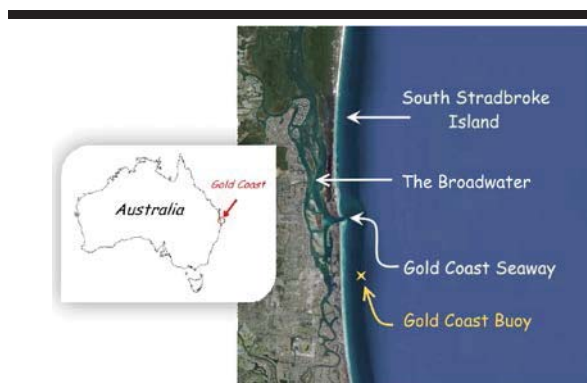 South Stradbroke
Island
The Broadwater
Gold Coast
Australia
Gold Coast Seaway
Gold Coast Buoy